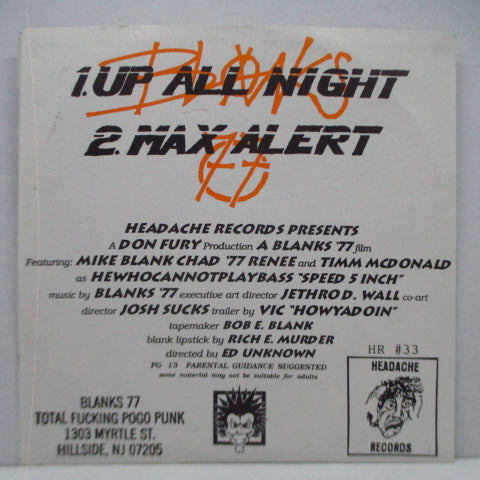 BLANKS 77
1. UP ALL NIGHT
2. MAX ALERT
HEADACHE RECORDS PRESENTS
A DON FURY Production A BLANKS '77 film
Featuring: MIKE BLANK CHAD '77 RENEE and TIMM MCDONALD
as HEWHOCANNOTPLAYBASS "SPEED 5 INCH"
music by BLANKS '77 executive art director JETHRO D. WALL co-art
director JOSH SUCKS trailer by VIC "HOWYADOIN"
tapemaker BOB E. BLANK
blank lipstick by RICH E. MURDER
directed by ED UNKNOWN
PG- 13 PARENTAL GUIDANCE SUGGESTED
some material may not be suitable for adults
BLANKS 77
TOTAL FUCKING POGO PUNK
1303 MYRTLE ST.
HILLSIDE, NJ 07205
HR #33
HEADACHE
RECORDS